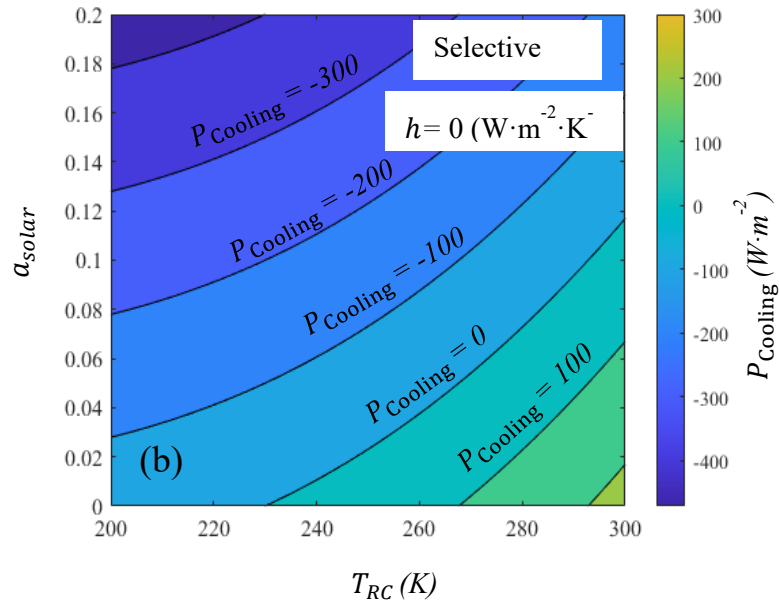 Selective
h= 0 (W·m⁻²·K⁻
P_Cooling = -300
P_Cooling = -200
P_Cooling = -100
P_Cooling = 0
P_Cooling = 100
(b)
0.2
0.18
0.16
0.14
0.12
0.1
0.08
0.06
0.04
0.02
0
a_solar
200
220
240
260
280
300
T_RC (K)
300
200
100
0
-100
-200
-300
-400
P_Cooling (W·m⁻²)